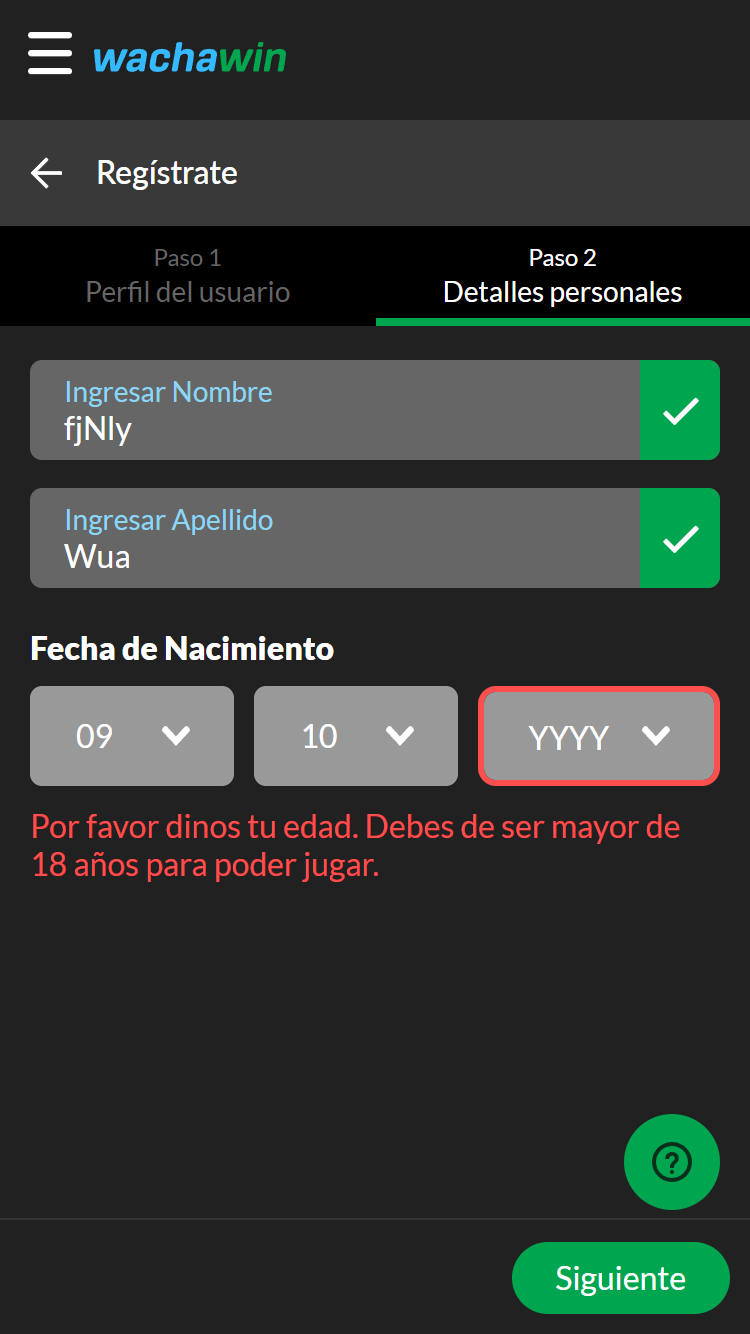 wachawin
Regístrate
Paso 1
Perfil del usuario
Paso 2
Detalles personales
Ingresar Nombre
fjNly
Ingresar Apellido
Wua
Fecha de Nacimiento
09
10
YYYY
Por favor dinos tu edad. Debes de ser mayor de
18 años para poder jugar.
?
Siguiente